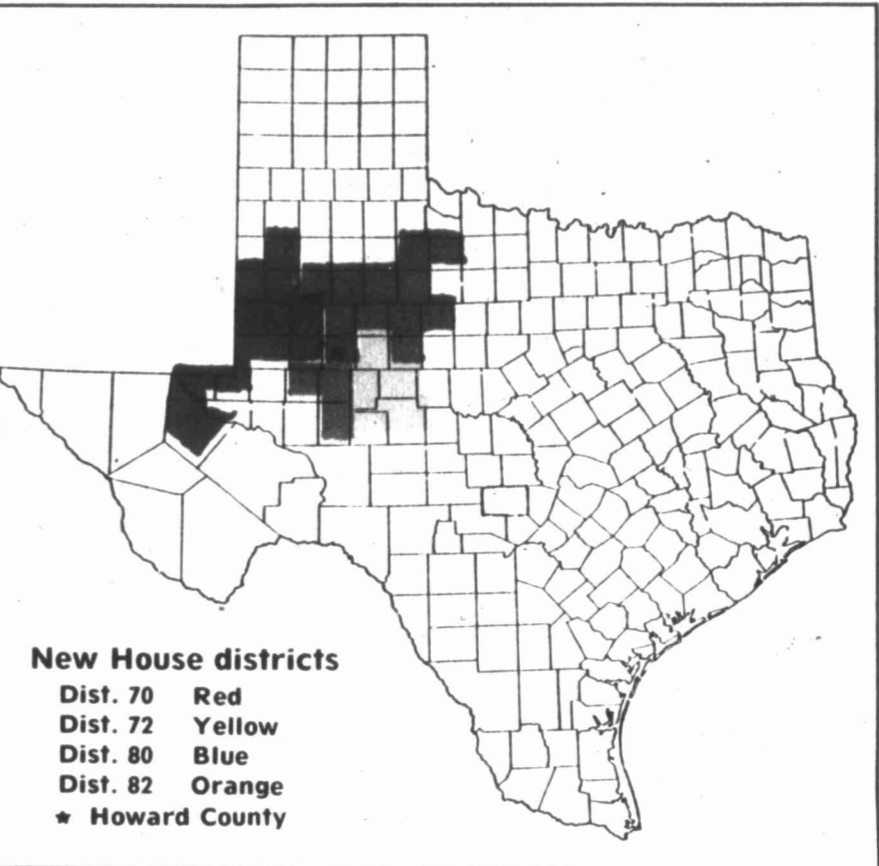 New House districts
Dist. 70 Red
Dist. 72 Yellow
Dist. 80 Blue
Dist. 82 Orange
★ Howard County